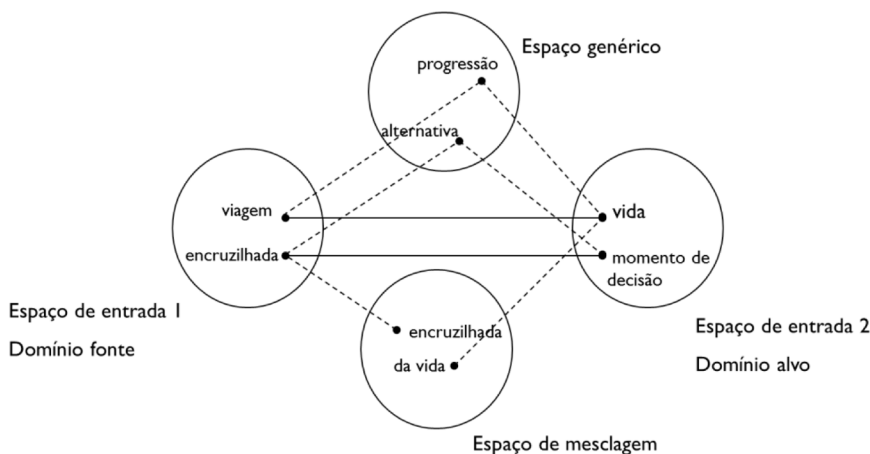 Espaço genérico
progressão
alternativa
viagem
encruzilhada
vida
momento de
decisão
Espaço de entrada 1
Domínio fonte
encruzilhada
da vida
Espaço de entrada 2
Domínio alvo
Espaço de mesclagem